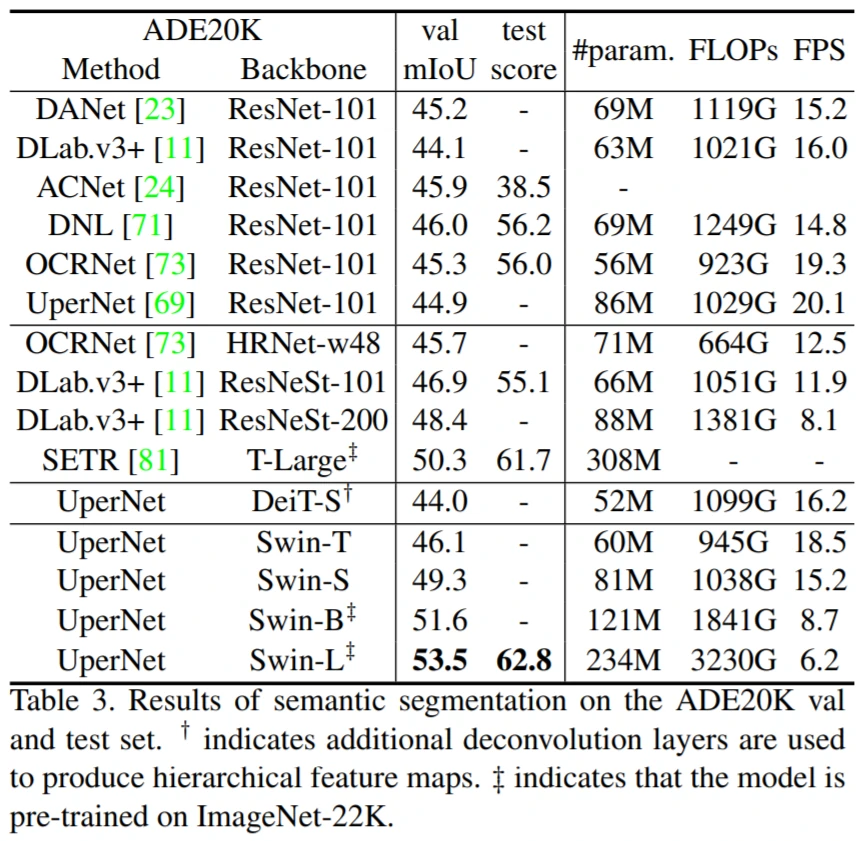 ADE20K val test #param. FLOPs FPS
Method Backbone mIoU score
DANet [23] ResNet-101 45.2 - 69M 1119G 15.2
DLab.v3+ [11] ResNet-101 44.1 - 63M 1021G 16.0
ACNet [24] ResNet-101 45.9 38.5 -
DNL [71] ResNet-101 46.0 56.2 69M 1249G 14.8
OCRNet [73] ResNet-101 45.3 56.0 56M 923G 19.3
UperNet [69] ResNet-101 44.9 - 86M 1029G 20.1
OCRNet [73] HRNet-w48 45.7 - 71M 664G 12.5
DLab.v3+ [11] ResNeSt-101 46.9 55.1 66M 1051G 11.9
DLab.v3+ [11] ResNeSt-200 48.4 - 88M 1381G 8.1
SETR [81] T-Large‡ 50.3 61.7 308M - -
UperNet DeiT-S† 44.0 - 52M 1099G 16.2
UperNet Swin-T 46.1 - 60M 945G 18.5
UperNet Swin-S 49.3 - 81M 1038G 15.2
UperNet Swin-B‡ 51.6 - 121M 1841G 8.7
UperNet Swin-L‡ 53.5 62.8 234M 3230G 6.2
Table 3. Results of semantic segmentation on the ADE20K val
and test set. † indicates additional deconvolution layers are used
to produce hierarchical feature maps. ‡ indicates that the model is
pre-trained on ImageNet-22K.